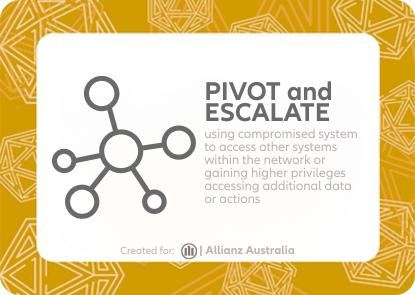 PIVOT and
ESCALATE
using compromised system
to access other systems
within the network or
gaining higher privileges
accessing additional data
or actions
Created for: | Allianz Australia